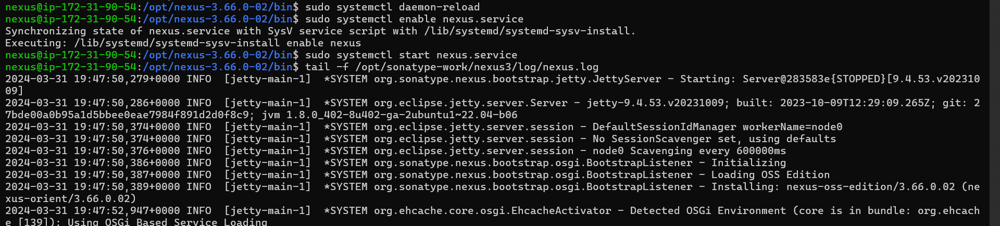 nexus@ip-172-31-90-54:/opt/nexus-3.66.0-02/bin$ sudo systemctl daemon-reload
nexus@ip-172-31-90-54:/opt/nexus-3.66.0-02/bin$ sudo systemctl enable nexus.service
Synchronizing state of nexus.service with SysV service script with /lib/systemd/systemd-sysv-install.
Executing: /lib/systemd/systemd-sysv-install enable nexus
nexus@ip-172-31-90-54:/opt/nexus-3.66.0-02/bin$ sudo systemctl start nexus.service
nexus@ip-172-31-90-54:/opt/nexus-3.66.0-02/bin$ tail -f /opt/sonatype-work/nexus3/log/nexus.log
2024-03-31 19:47:50,279+0000 INFO  [jetty-main-1]  *SYSTEM org.sonatype.nexus.bootstrap.jetty.JettyServer - Starting: Server@283583e{STOPPED}[9.4.53.v202310
09]
2024-03-31 19:47:50,286+0000 INFO  [jetty-main-1]  *SYSTEM org.eclipse.jetty.server.Server - jetty-9.4.53.v20231009; built: 2023-10-09T12:29:09.265Z; git: 2
7bde00a0b95a1d5bbee0eae7984f891d2d0f8c9; jvm 1.8.0_402-8u402-ga-2ubuntu1~22.04-b06
2024-03-31 19:47:50,374+0000 INFO  [jetty-main-1]  *SYSTEM org.eclipse.jetty.server.session - DefaultSessionIdManager workerName=node0
2024-03-31 19:47:50,374+0000 INFO  [jetty-main-1]  *SYSTEM org.eclipse.jetty.server.session - No SessionScavenger set, using defaults
2024-03-31 19:47:50,376+0000 INFO  [jetty-main-1]  *SYSTEM org.eclipse.jetty.server.session - node0 Scavenging every 600000ms
2024-03-31 19:47:50,386+0000 INFO  [jetty-main-1]  *SYSTEM org.sonatype.nexus.bootstrap.osgi.BootstrapListener - Initializing
2024-03-31 19:47:50,387+0000 INFO  [jetty-main-1]  *SYSTEM org.sonatype.nexus.bootstrap.osgi.BootstrapListener - Loading OSS Edition
2024-03-31 19:47:50,389+0000 INFO  [jetty-main-1]  *SYSTEM org.sonatype.nexus.bootstrap.osgi.BootstrapListener - Installing: nexus-oss-edition/3.66.0.02 (ne
xus-orient/3.66.0.02)
2024-03-31 19:47:52,947+0000 INFO  [jetty-main-1]  *SYSTEM org.ehcache.core.osgi.EhcacheActivator - Detected OSGi Environment (core is in bundle: org.ehcach
e [139]): Using OSGi Based Service Loading